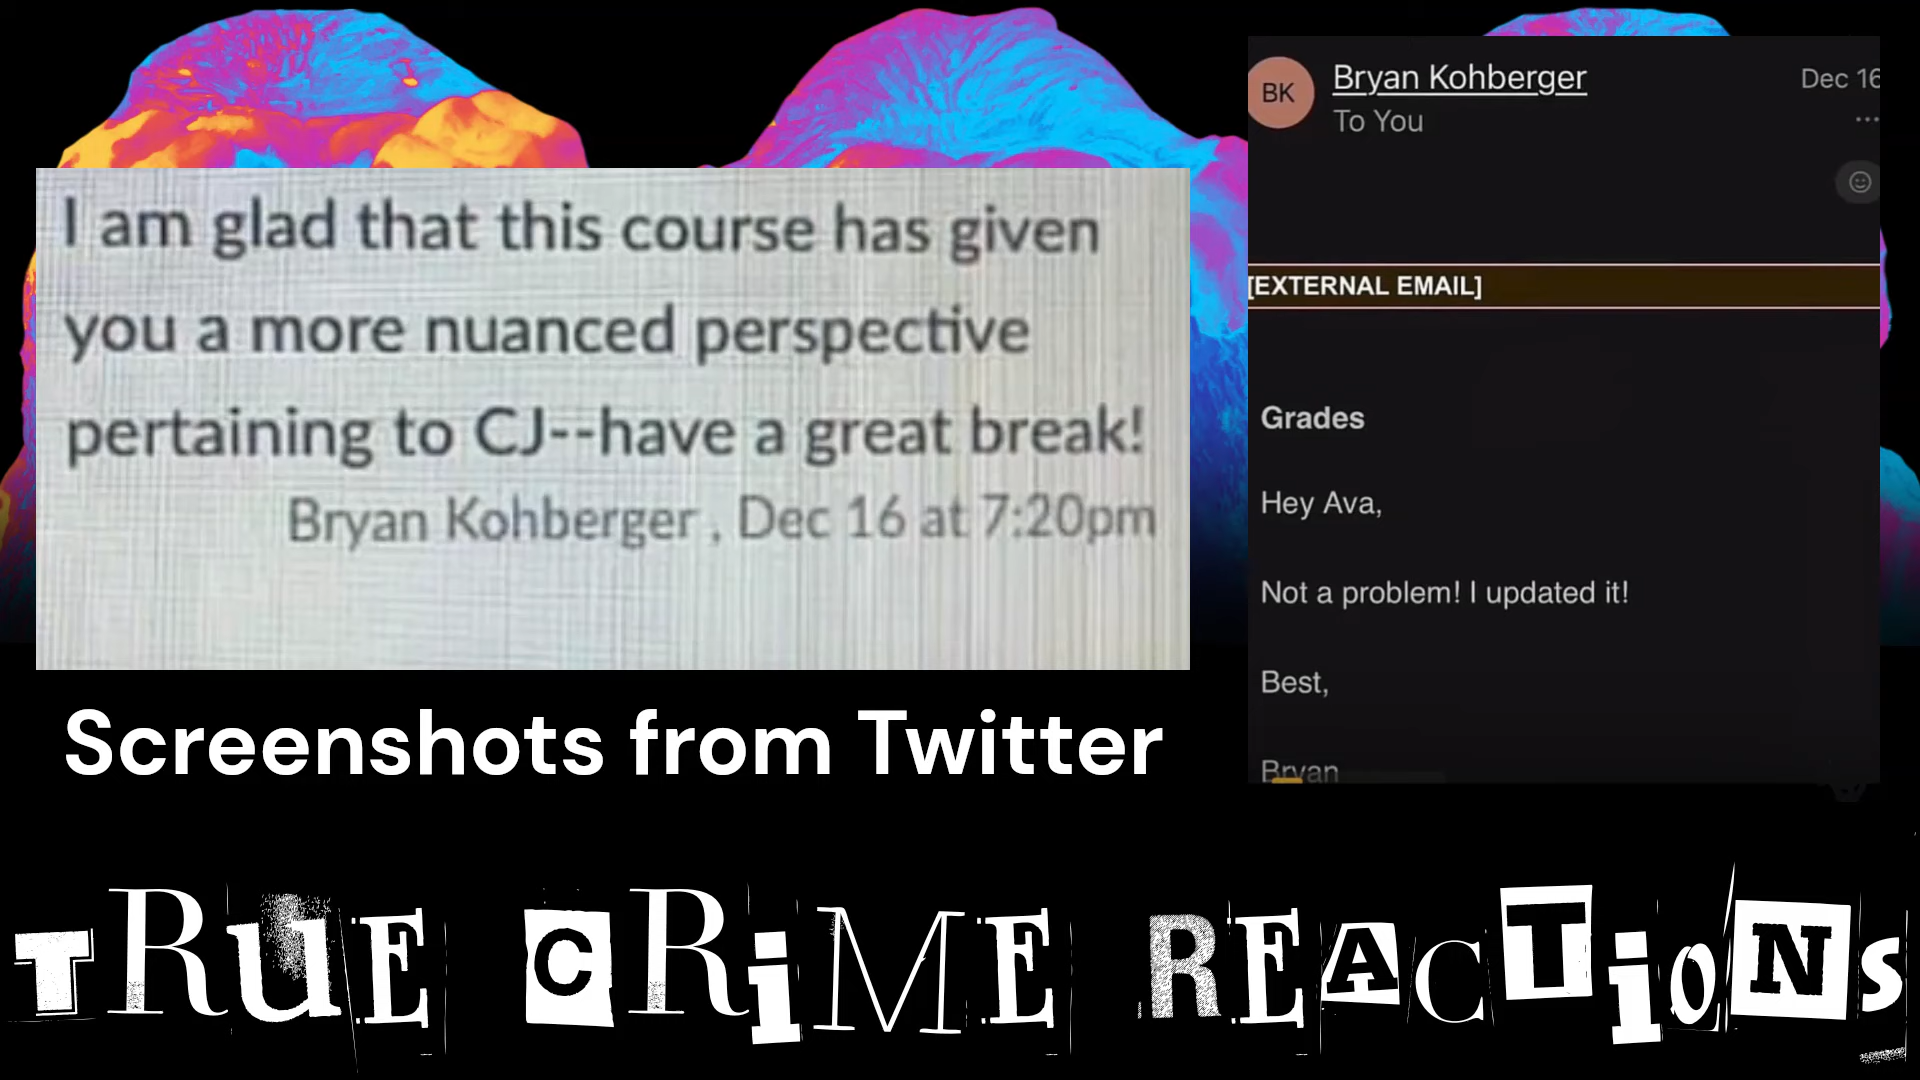 I am glad that this course has given
you a more nuanced perspective
pertaining to CJ--have a great break!
Bryan Kohberger , Dec 16 at 7:20pm
Screenshots from Twitter
BK
Bryan Kohberger
Dec 16
To You
...
[EXTERNAL EMAIL]
Grades
Hey Ava,
Not a problem! I updated it!
Best,
Bryan
TRuE CRiME REACTiONs